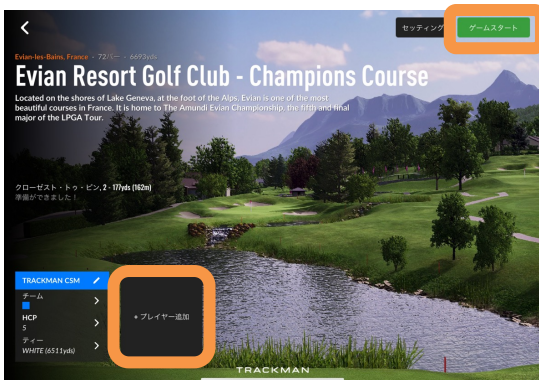 セッティング
ゲームスタート
Evian-les-Bains, France • 72パー • 6693yds
Evian Resort Golf Club - Champions Course
Located on the shores of Lake Geneva, at the foot of the Alps, Evian is one of the most
beautiful courses in France. It is home to The Amundi Evian Championship, the fifth and final
major of the LPGA Tour.
クローゼスト・トゥ・ピン, 2 - 177yds (162m)
準備ができました！
TRACKMAN CSM
チーム
HCP
5
ティー
WHITE (6511yds)
+ プレイヤー追加
TRACKMAN